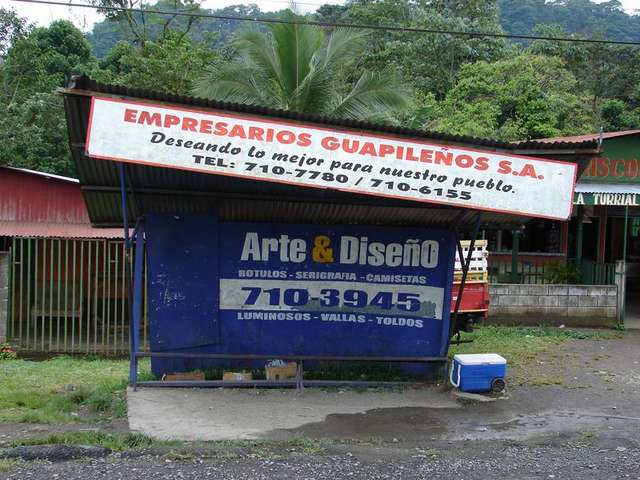 EMPRESARIOS GUAPILEÑOS S.A.
Deseando lo mejor para nuestro pueblo.
TEL: 710-7780 / 710-6155
Arte & Diseño
ROTULOS - SERIGRAFIA - CAMISETAS
710-3945
LUMINOSOS - VALLAS - TOLDOS
A TURRIAL